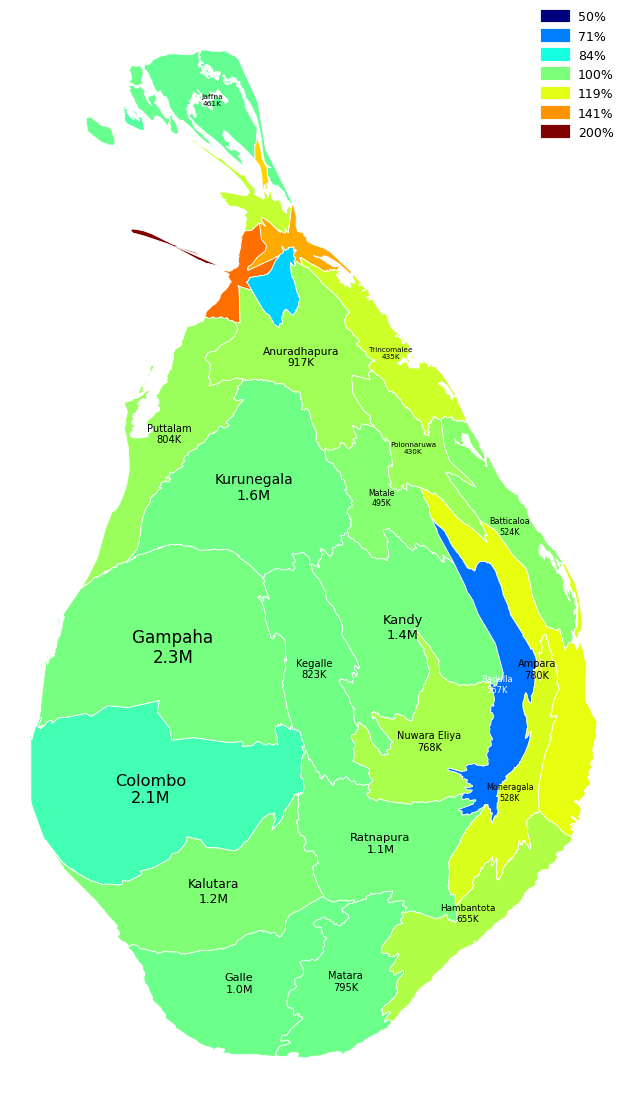 50%
71%
84%
100%
119%
141%
200%
Jaffna
461K
Anuradhapura
917K
Trincomalee
435K
Puttalam
804K
Polonnaruwa
430K
Kurunegala
1.6M
Matale
495K
Batticaloa
524K
Gampaha
2.3M
Kandy
1.4M
Kegalle
823K
Ampara
780K
Badulla
Nuwara Eliya
768K
Colombo
2.1M
Moneragala
528K
Ratnapura
1.1M
Kalutara
1.2M
Hambantota
655K
Galle
1.0M
Matara
795K